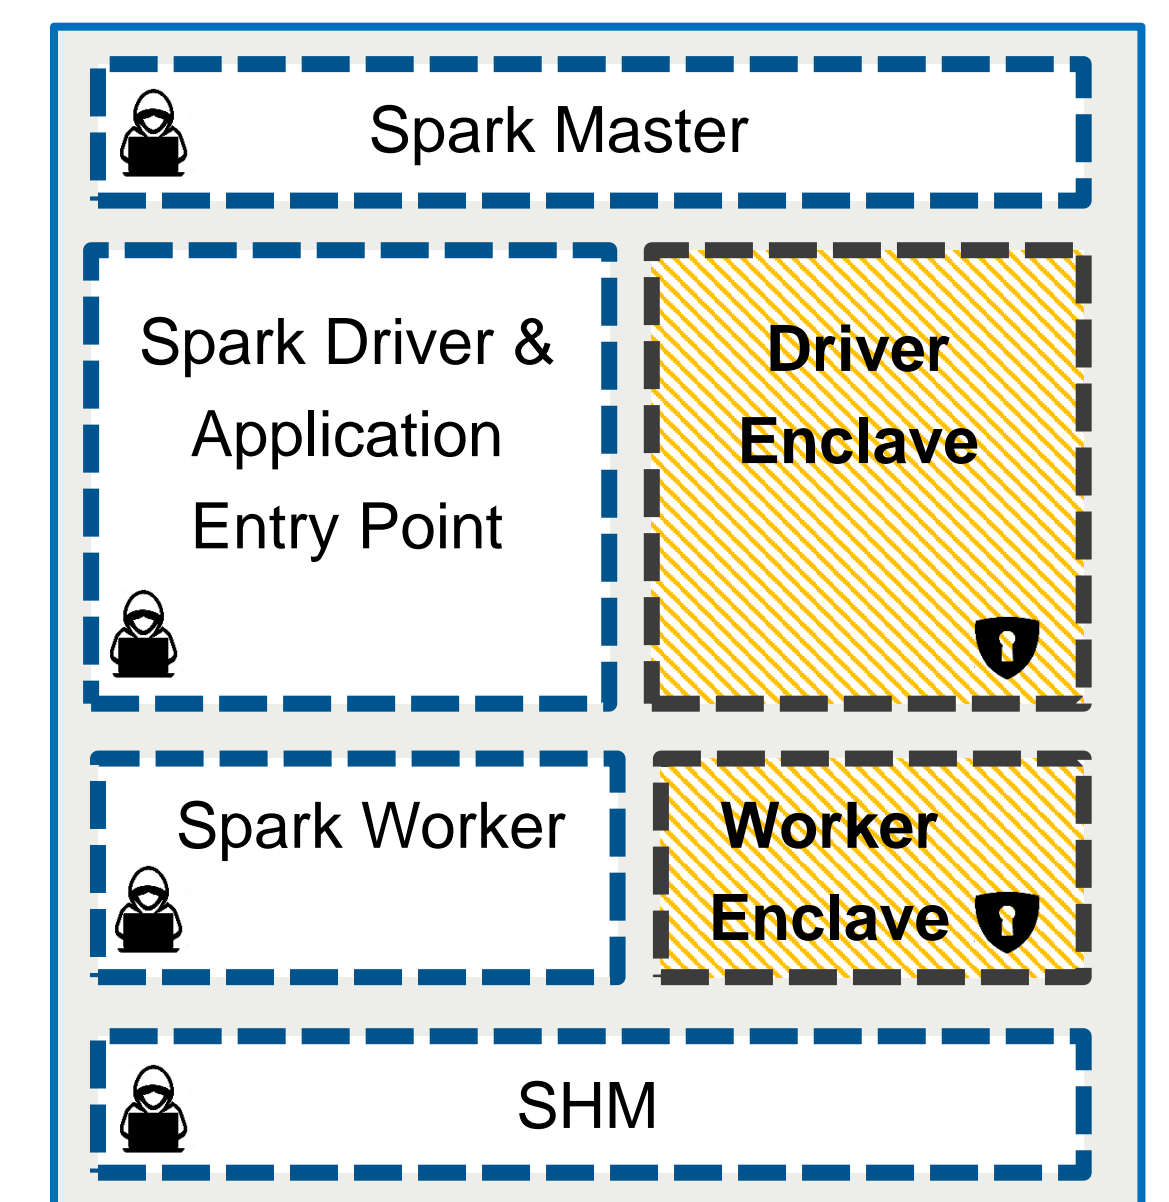 Spark Master
Spark Driver &
Application
Entry Point
Driver
Enclave
Spark Worker
Worker
Enclave
SHM